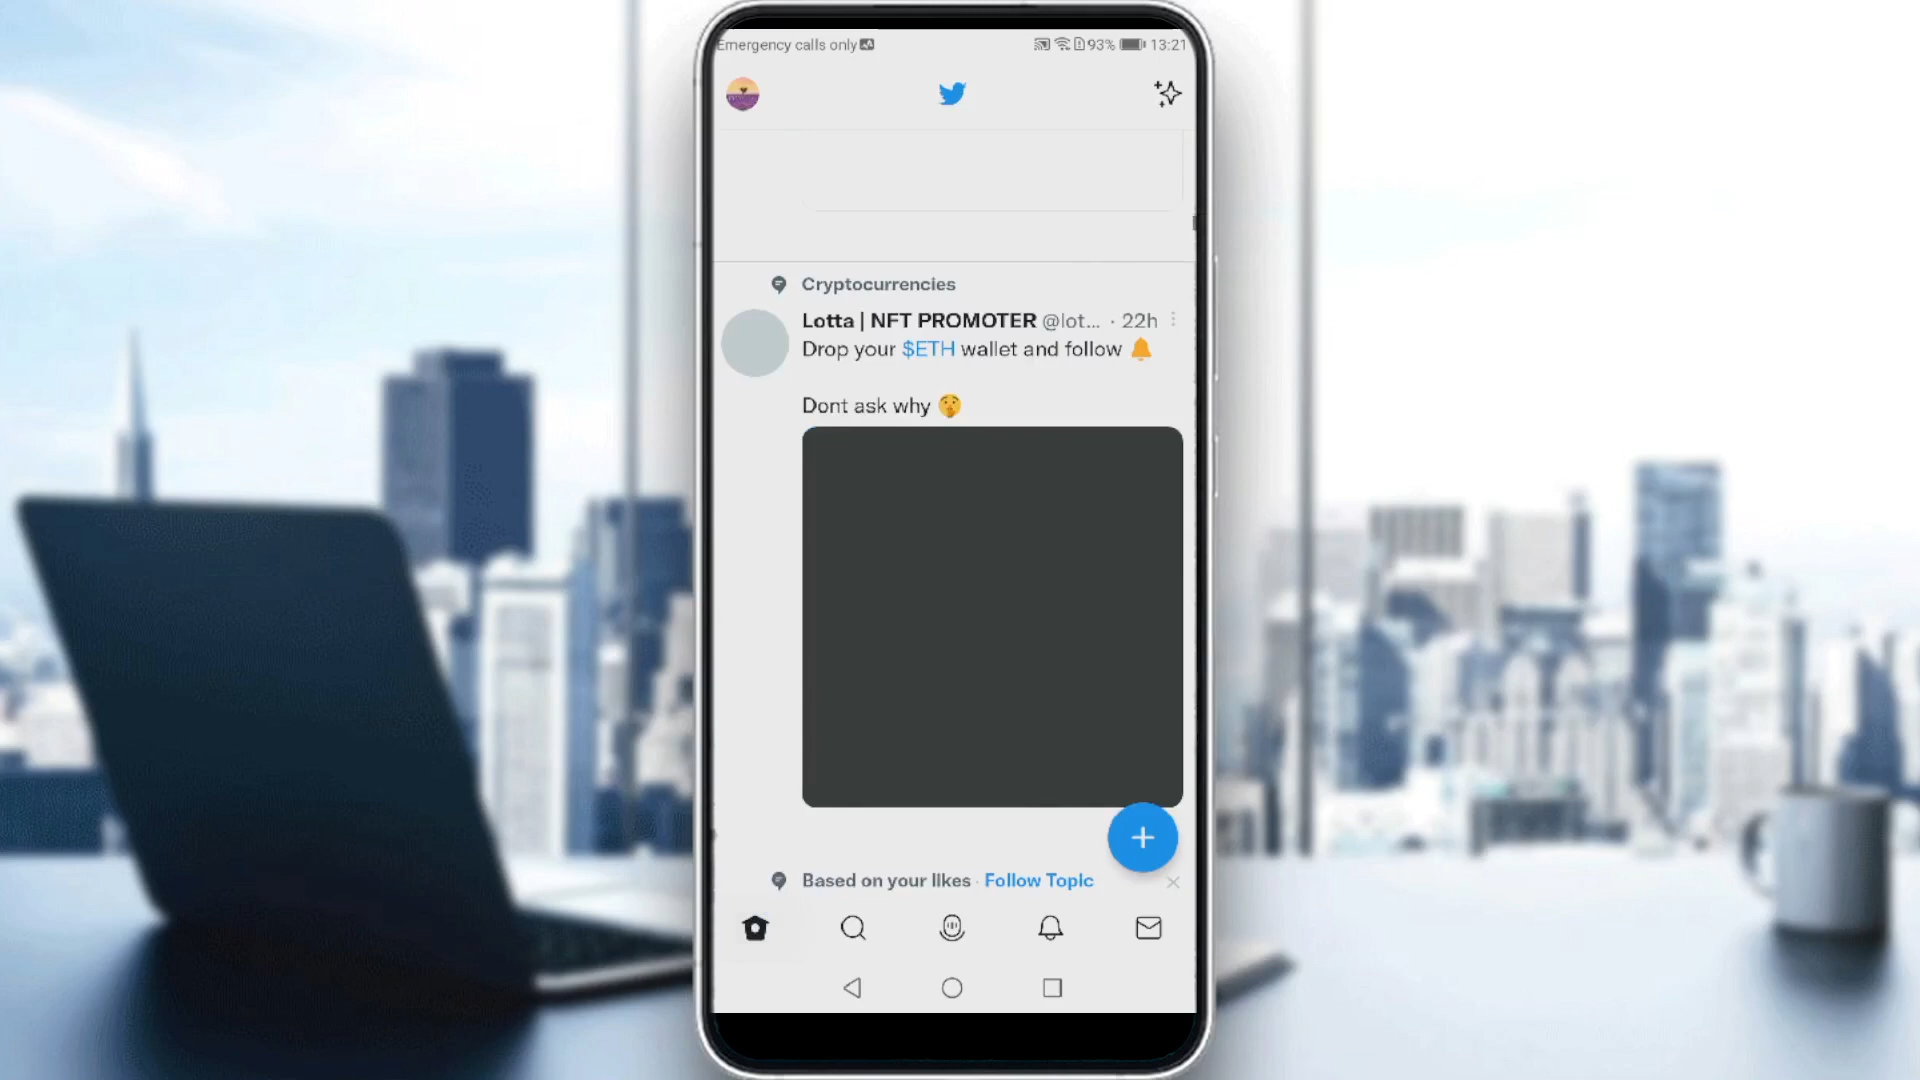 Emergency calls only 93% 13:21
Cryptocurrencies
Lotta | NFT PROMOTER @lot... · 22h
Drop your $ETH wallet and follow 🔔
Dont ask why 🤫
Based on your likes · Follow Topic